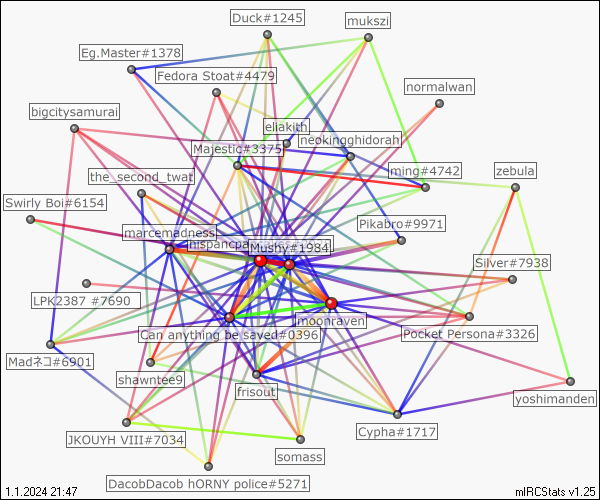 Duck#1245
mukszi
Eg.Master#1378
Fedora Stoat#4479
normalwan
bigcitysamurai
eliakith
neokingghidorah
Majestic#3375
ming#4742
zebula
the_second_twat
Swirly Boi#6154
Pikabro#9971
marcemadness
Mushy#1984
Silver#7938
LPK2387 #7690
moonraven
Can anything be saved#0396
Pocket Persona#3326
Madネコ#6901
shawntee9
frisout
yoshimanden
Cypha#1717
JKOUYH VIII#7034
somass
DacobDacob hORNY police#5271
1.1.2024 21:47
mIRCStats v1.25